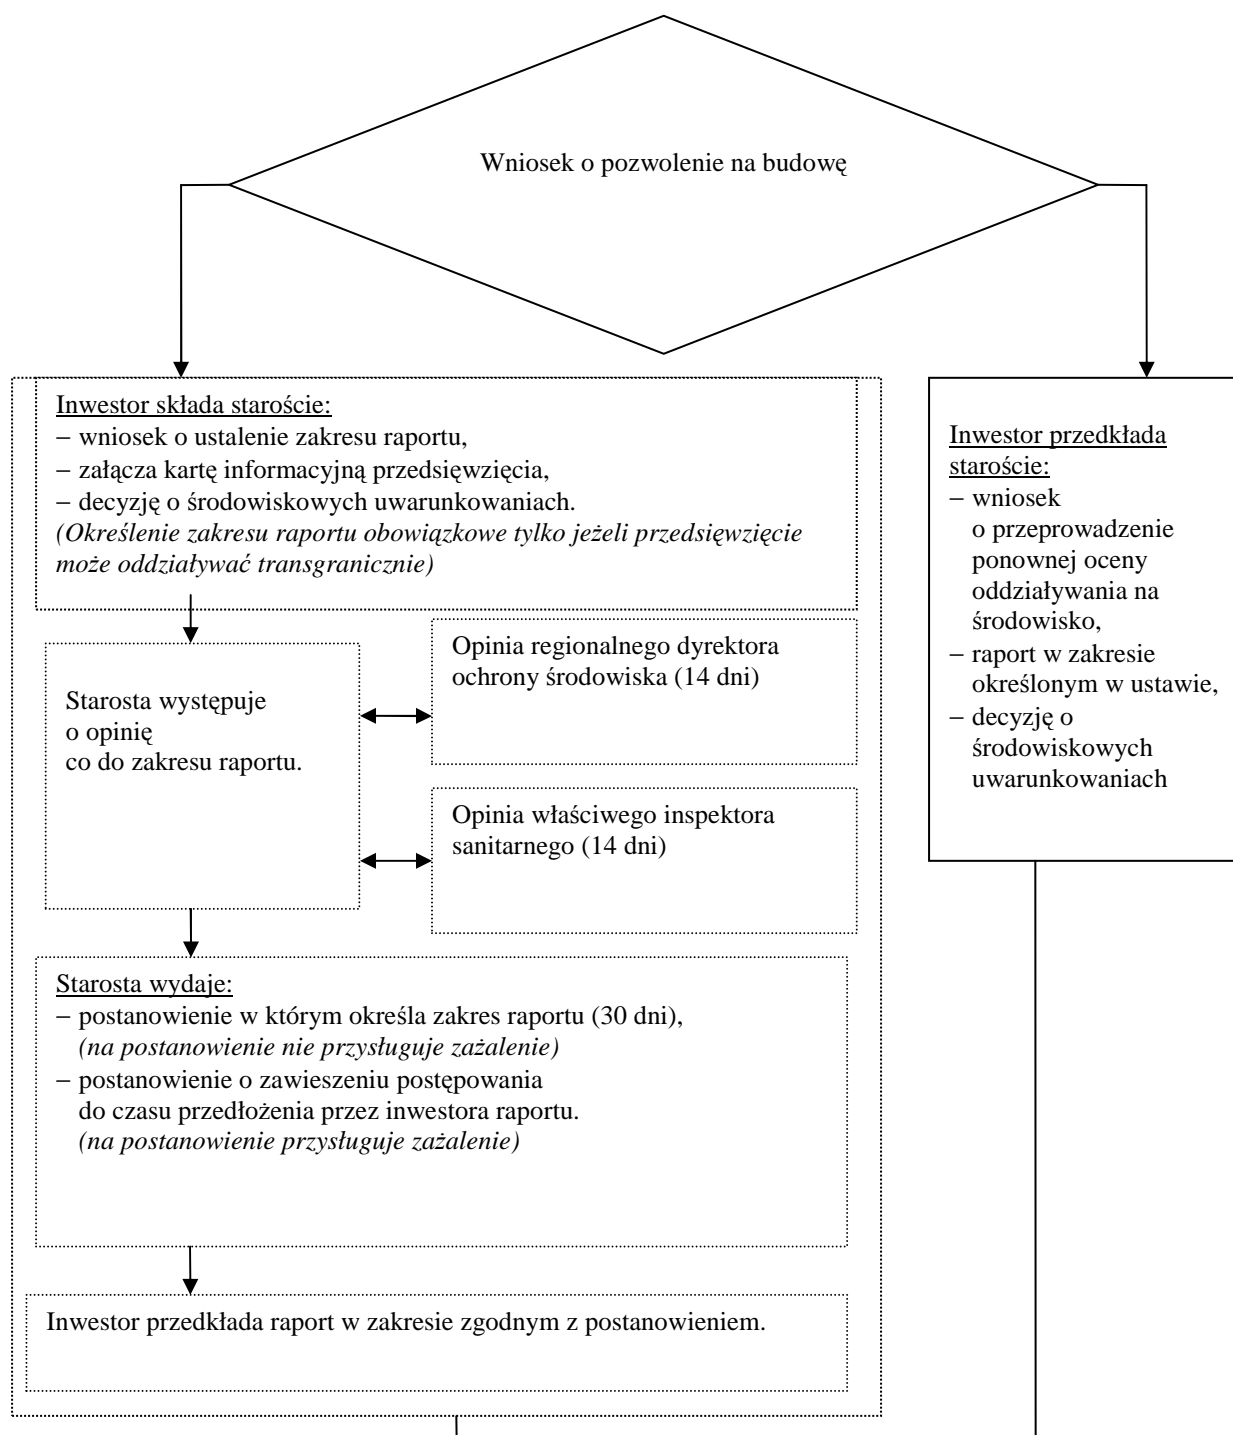 Wniosek o pozwolenie na budowę
Inwestor składa staroście:
– wniosek o ustalenie zakresu raportu,
– załącza kartę informacyjną przedsięwzięcia,
– decyzję o środowiskowych uwarunkowaniach.
(Określenie zakresu raportu obowiązkowe tylko jeżeli przedsięwzięcie
może oddziaływać transgranicznie)
Starosta występuje
o opinię
co do zakresu raportu.
Opinia regionalnego dyrektora
ochrony środowiska (14 dni)
Opinia właściwego inspektora
sanitarnego (14 dni)
Starosta wydaje:
– postanowienie w którym określa zakres raportu (30 dni),
(na postanowienie nie przysługuje zażalenie)
– postanowienie o zawieszeniu postępowania
do czasu przedłożenia przez inwestora raportu.
(na postanowienie przysługuje zażalenie)
Inwestor przedkłada raport w zakresie zgodnym z postanowieniem.
Inwestor przedkłada
staroście:
– wniosek
o przeprowadzenie
ponownej oceny
oddziaływania na
środowisko,
– raport w zakresie
określonym w ustawie,
– decyzję o
środowiskowych
uwarunkowaniach